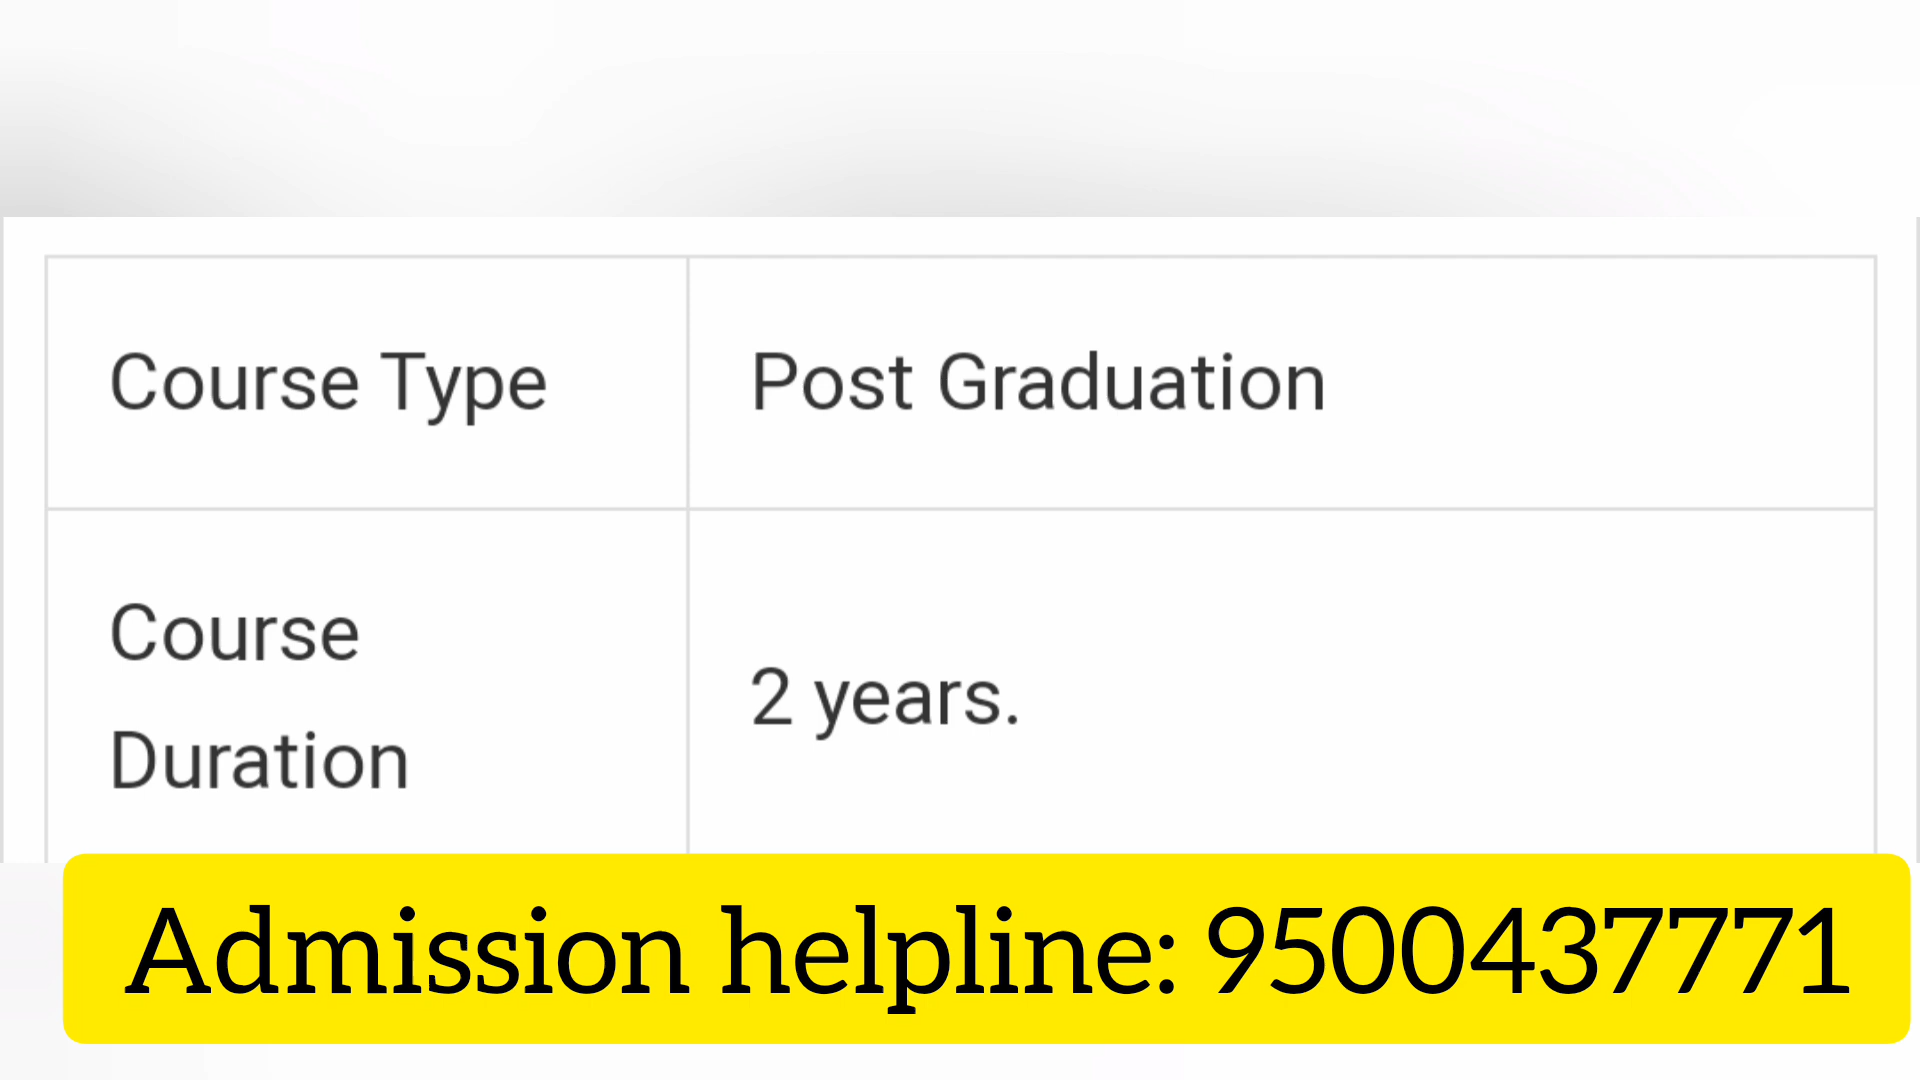 Course Type
Post Graduation
Course
Duration
2 years.
Admission helpline: 9500437771